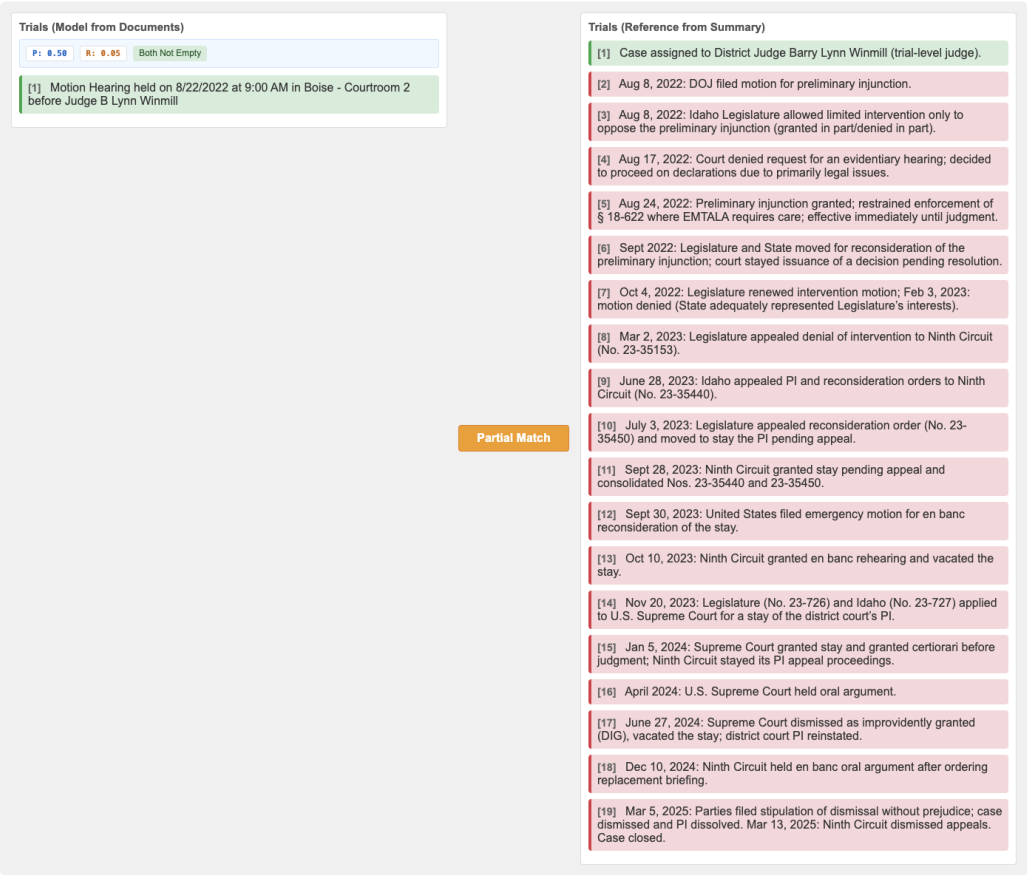 Trials (Model from Documents)
P: 0.50 R: 0.05 Both Not Empty
[1] Motion Hearing held on 8/22/2022 at 9:00 AM in Boise - Courtroom 2
before Judge B Lynn Winmill
Partial Match
Trials (Reference from Summary)
[1] Case assigned to District Judge Barry Lynn Winmill (trial-level judge).
[2] Aug 8, 2022: DOJ filed motion for preliminary injunction.
[3] Aug 8, 2022: Idaho Legislature allowed limited intervention only to
oppose the preliminary injunction (granted in part/denied in part).
[4] Aug 17, 2022: Court denied request for an evidentiary hearing; decided
to proceed on declarations due to primarily legal issues.
[5] Aug 24, 2022: Preliminary injunction granted; restrained enforcement of
§ 18-622 where EMTALA requires care; effective immediately until judgment.
[6] Sept 2022: Legislature and State moved for reconsideration of the
preliminary injunction; court stayed issuance of a decision pending resolution.
[7] Oct 4, 2022: Legislature renewed intervention motion; Feb 3, 2023:
motion denied (State adequately represented Legislature's interests).
[8] Mar 2, 2023: Legislature appealed denial of intervention to Ninth Circuit
(No. 23-35153).
[9] June 28, 2023: Idaho appealed PI and reconsideration orders to Ninth
Circuit (No. 23-35440).
[10] July 3, 2023: Legislature appealed reconsideration order (No. 23-
35450) and moved to stay the PI pending appeal.
[11] Sept 28, 2023: Ninth Circuit granted stay pending appeal and
consolidated Nos. 23-35440 and 23-35450.
[12] Sept 30, 2023: United States filed emergency motion for en banc
reconsideration of the stay.
[13] Oct 10, 2023: Ninth Circuit granted en banc rehearing and vacated the
stay.
[14] Nov 20, 2023: Legislature (No. 23-726) and Idaho (No. 23-727) applied
to U.S. Supreme Court for a stay of the district court's PI.
[15] Jan 5, 2024: Supreme Court granted stay and granted certiorari before
judgment; Ninth Circuit stayed its PI appeal proceedings.
[16] April 2024: U.S. Supreme Court held oral argument.
[17] June 27, 2024: Supreme Court dismissed as improvidently granted
(DIG), vacated the stay; district court PI reinstated.
[18] Dec 10, 2024: Ninth Circuit held en banc oral argument after ordering
replacement briefing.
[19] Mar 5, 2025: Parties filed stipulation of dismissal without prejudice; case
dismissed and PI dissolved. Mar 13, 2025: Ninth Circuit dismissed appeals.
Case closed.